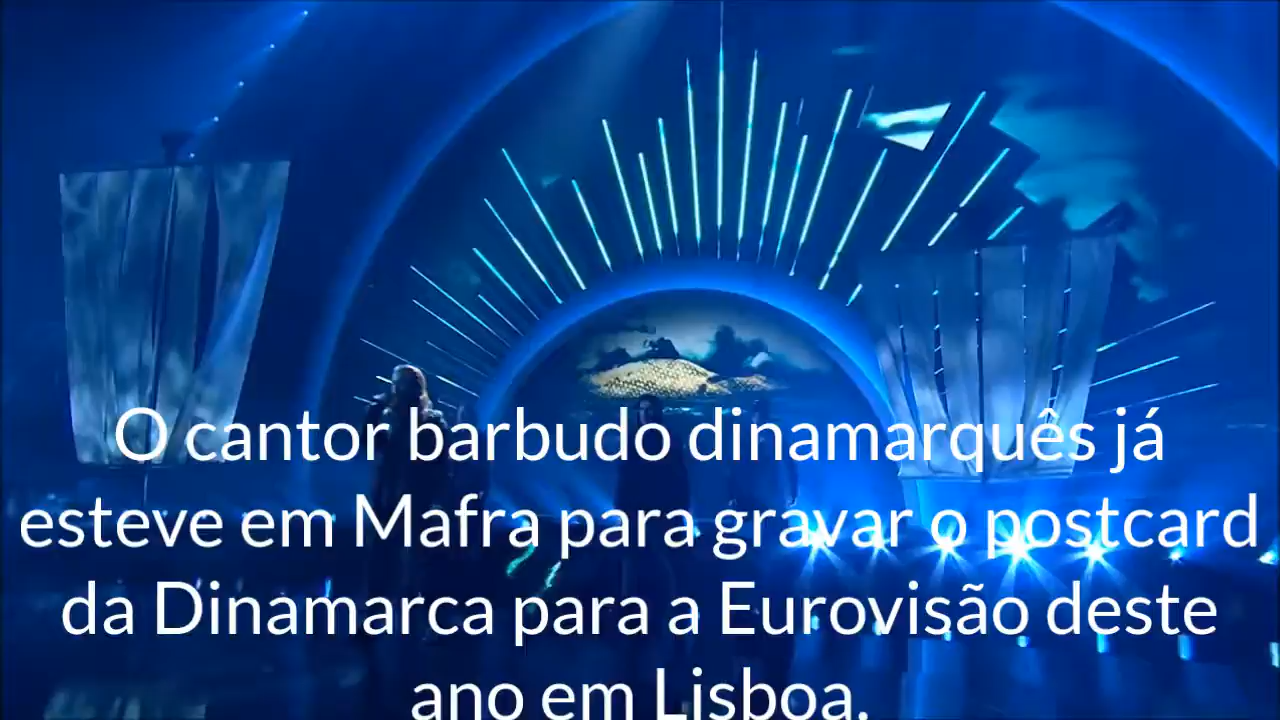 O cantor barbudo dinamarquês já
esteve em Mafra para gravar o postcard
da Dinamarca para a Eurovisão deste
ano em Lisboa.